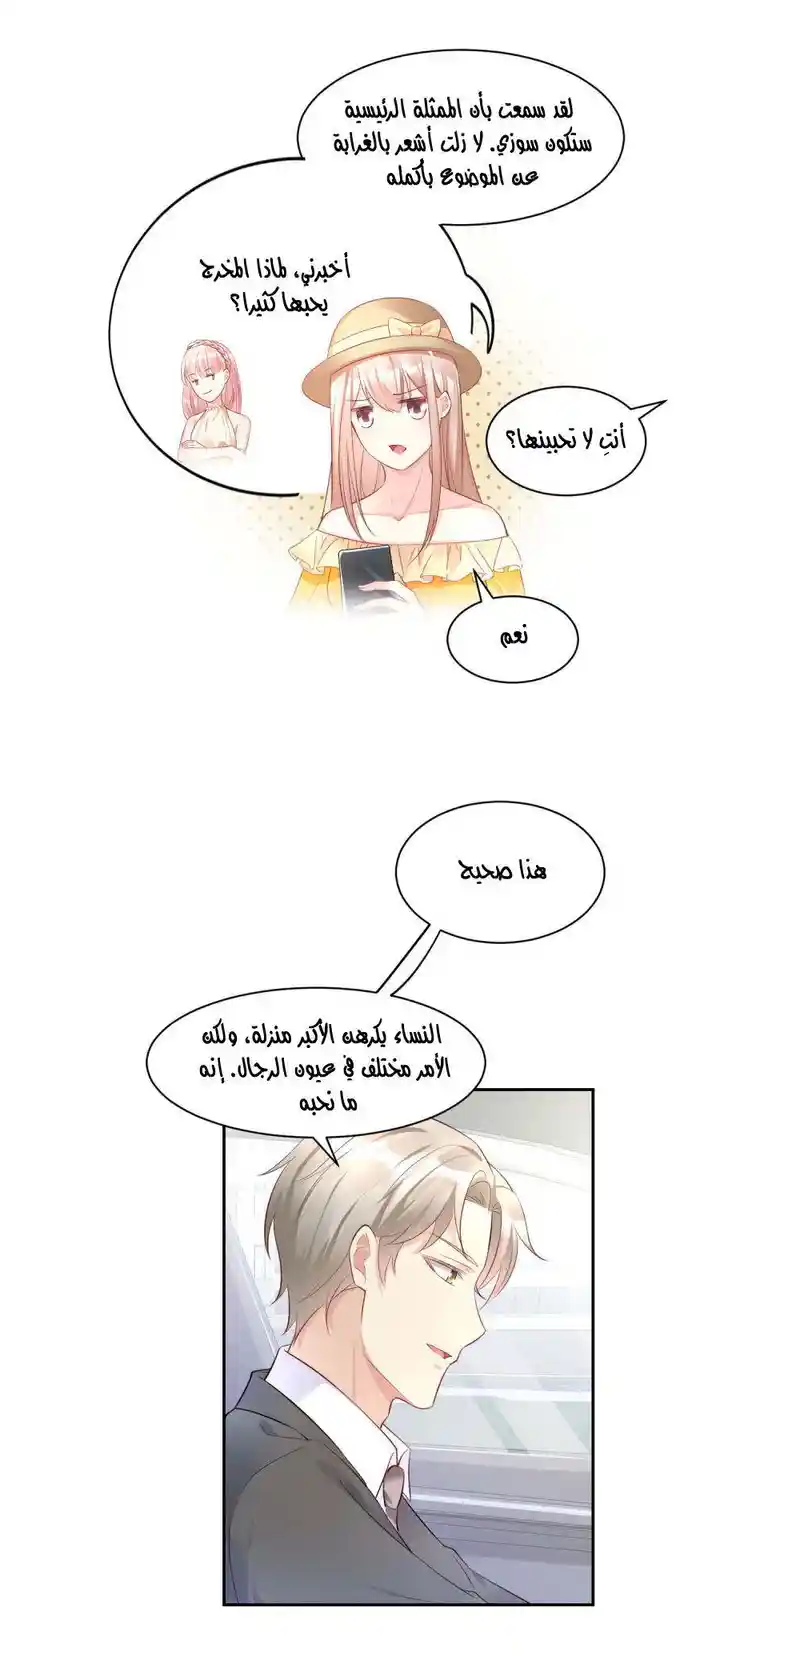 لقد سمعت بأن الممثلة الرئيسية
ستكون سوزي. لا زلت أشعر بالغرابة
عن الموضوع بأكمله
أخبرني، لماذا المخرج
يحبها كثيرا؟
أنتِ لا تحبينها؟
نعم
هذا صحيح
النساء يكرهن الأكبر منزلة، ولكن
الأمر مختلف في عيون الرجال. إنه
ما نحبه